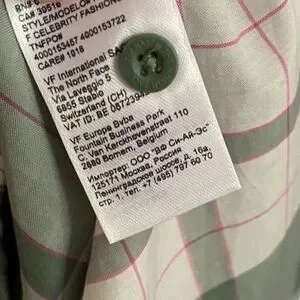 CA# 30516
STYLE/MODELO#
F CELEBRITY FASHION
TNFPO#
4000153457 4000153722
CARE# 1018
VF International
The North Face
Via Laveggio 5
6855 Stabio
Switzerland (CH)
VAT ID: BE 0872394
VF Europe Bvba
Fountain Business Park
C. Van Kerckhovenstraat 110
2880 Bornem, Belgium
Импортер: ООО "ВФ СИ-АЙ-ЭС"
125171 Москва, Россия,
Ленинградское шоссе, д. 16а,
стр. 1, тел. +7 (495) 797 60 70